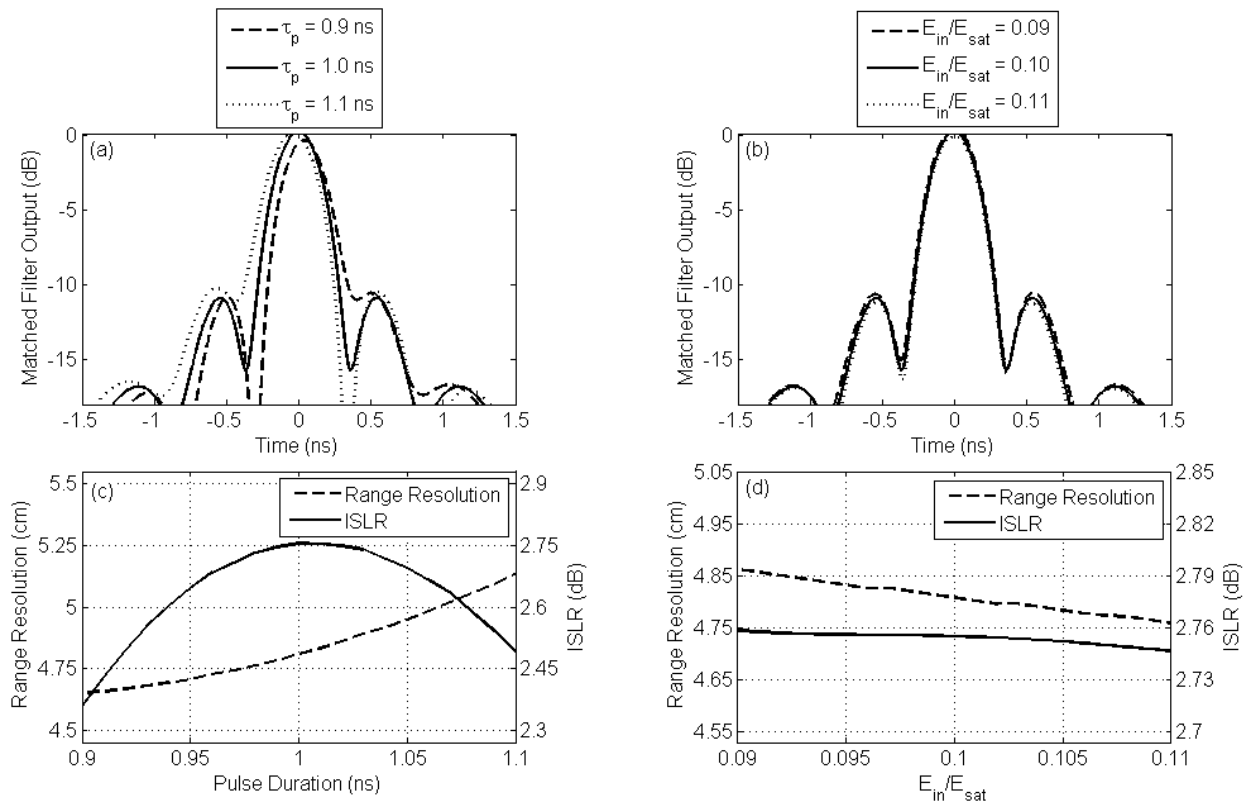 τp = 0.9 ns
τp = 1.0 ns
τp = 1.1 ns
(a)
Matched Filter Output (dB)
0
-5
-10
-15
-1.5 -1 -0.5 0 0.5 1 1.5
Time (ns)
Ein/Esat = 0.09
Ein/Esat = 0.10
Ein/Esat = 0.11
(b)
Matched Filter Output (dB)
0
-5
-10
-15
-1.5 -1 -0.5 0 0.5 1 1.5
Time (ns)
(c)
Range Resolution
ISLR
Range Resolution (cm)
5.5
5.25
5
4.75
4.5
2.9
2.75
2.6
2.45
2.3
ISLR (dB)
0.9 0.95 1 1.05 1.1
Pulse Duration (ns)
(d)
Range Resolution
ISLR
Range Resolution (cm)
5.05
4.95
4.85
4.75
4.65
4.55
2.85
2.82
2.79
2.76
2.73
2.7
ISLR (dB)
0.09 0.095 0.1 0.105 0.11
Ein/Esat